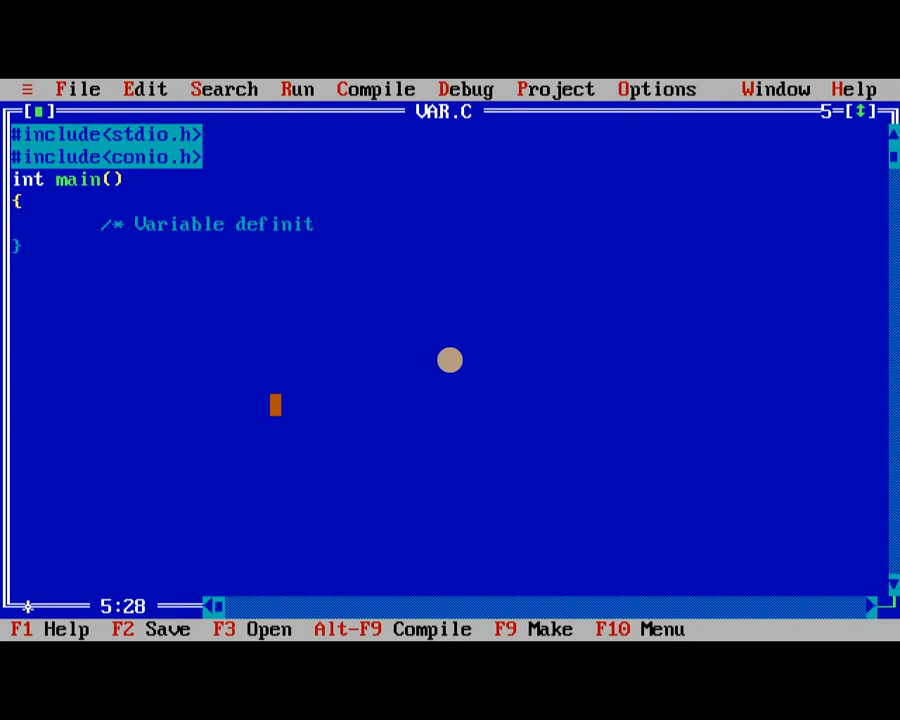 ≡ File Edit Search Run Compile Debug Project Options Window Help
[■] VAR.C 5=[↕]
#include<stdio.h>
#include<conio.h>
int main()
{
/* Variable definit
}
5:28
F1 Help F2 Save F3 Open Alt-F9 Compile F9 Make F10 Menu